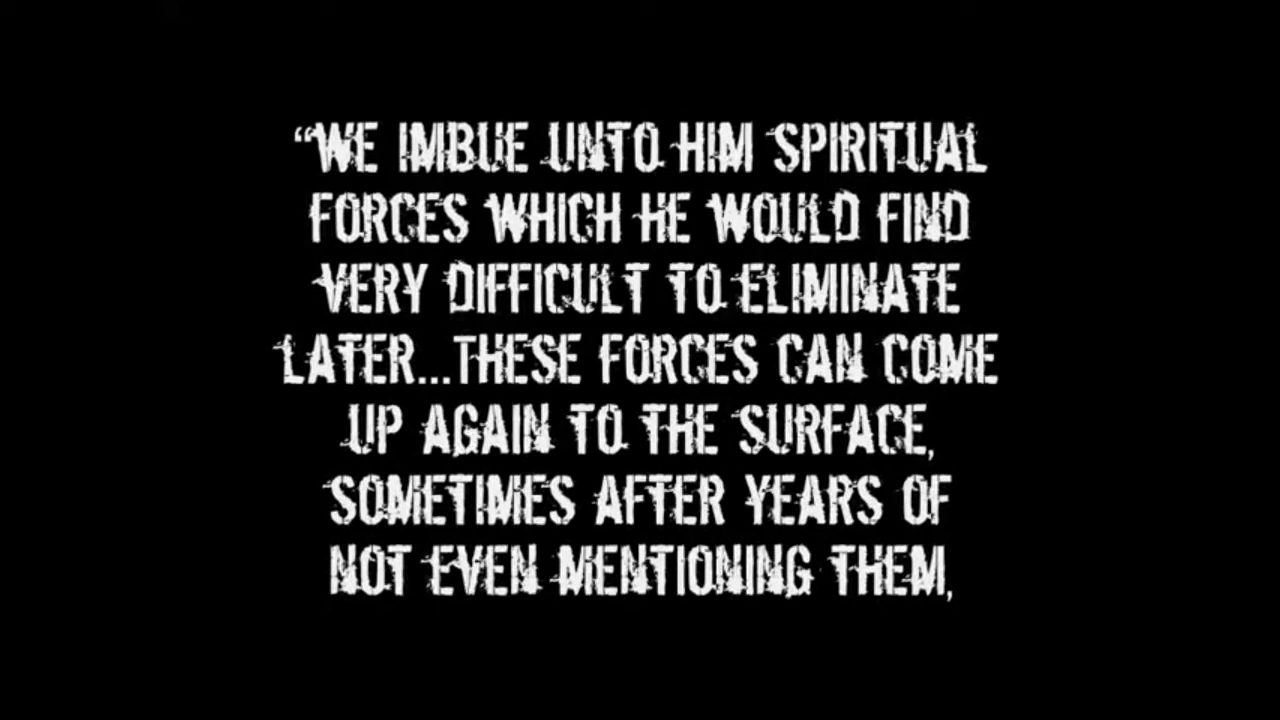 “WE IMBUE UNTO HIM SPIRITUAL
FORCES WHICH HE WOULD FIND
VERY DIFFICULT TO ELIMINATE
LATER...THESE FORCES CAN COME
UP AGAIN TO THE SURFACE,
SOMETIMES AFTER YEARS OF
NOT EVEN MENTIONING THEM,